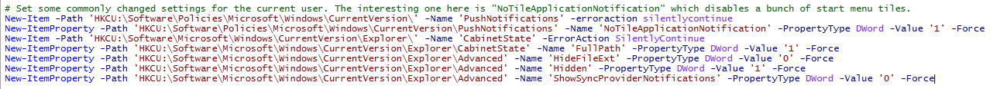 # Set some commonly changed settings for the current user. The interesting one here is "NoTileApplicationNotification" which disables a bunch of start menu tiles.
New-Item -Path 'HKCU:\Software\Policies\Microsoft\Windows\CurrentVersion\' -Name 'PushNotifications' -erroraction silentlycontinue
New-ItemProperty -Path 'HKCU:\Software\Policies\Microsoft\Windows\CurrentVersion\PushNotifications' -Name 'NoTileApplicationNotification' -PropertyType DWord -Value '1' -Force
New-Item -Path 'HKCU:\Software\Microsoft\Windows\CurrentVersion\Explorer\' -Name 'CabinetState' -ErrorAction SilentlyContinue
New-ItemProperty -Path 'HKCU:\Software\Microsoft\Windows\CurrentVersion\Explorer\CabinetState' -Name 'FullPath' -PropertyType DWord -Value '1' -Force
New-ItemProperty -Path 'HKCU:\Software\Microsoft\Windows\CurrentVersion\Explorer\Advanced' -Name 'HideFileExt' -PropertyType DWord -Value '0' -Force
New-ItemProperty -Path 'HKCU:\Software\Microsoft\Windows\CurrentVersion\Explorer\Advanced' -Name 'Hidden' -PropertyType DWord -Value '1' -Force
New-ItemProperty -Path 'HKCU:\Software\Microsoft\Windows\CurrentVersion\Explorer\Advanced' -Name 'ShowSyncProviderNotifications' -PropertyType DWord -Value '0' -Force